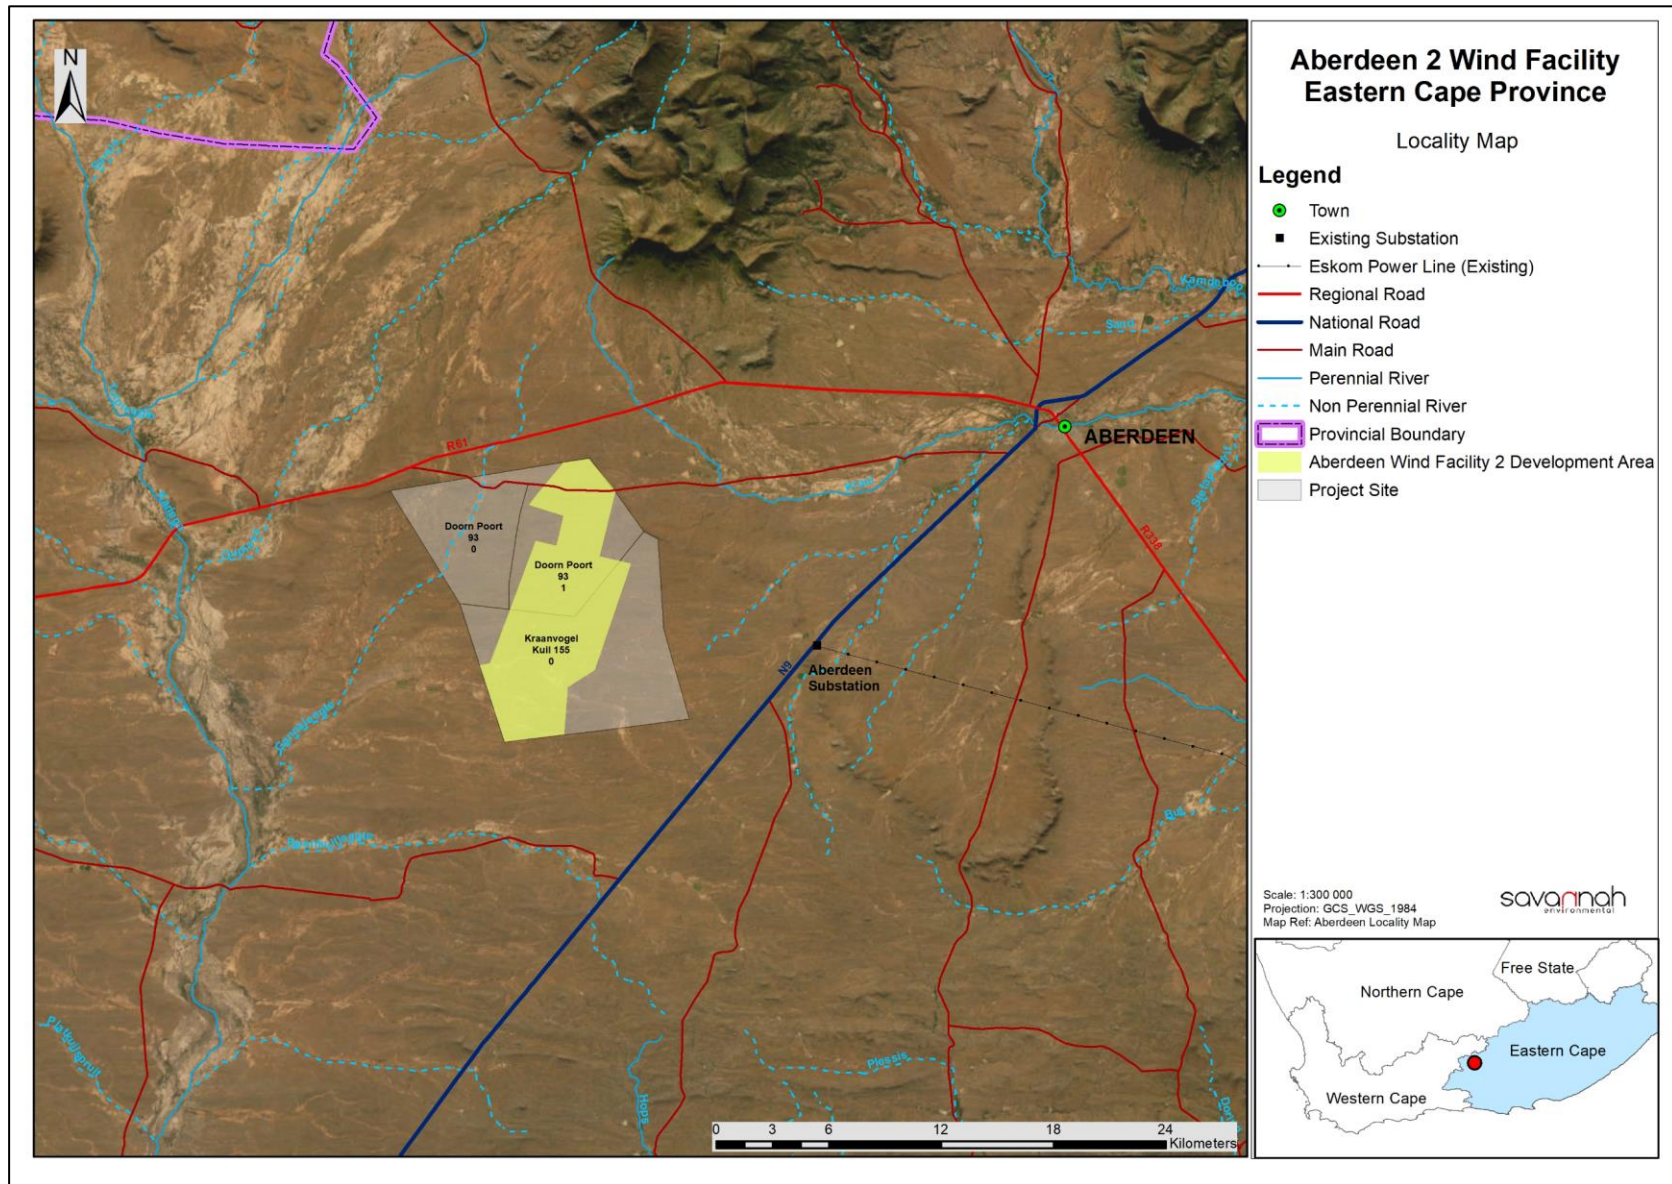 Aberdeen 2 Wind Facility
Eastern Cape Province
Locality Map
Legend
Town
Existing Substation
Eskom Power Line (Existing)
Regional Road
National Road
Main Road
Perennial River
Non Perennial River
Provincial Boundary
Aberdeen Wind Facility 2 Development Area
Project Site
N
Sand
R61
ABERDEEN
R338
Doorn Poort
93
0
Doorn Poort
93
1
Kraanvogel
Kuil 155
0
N9
Aberdeen
Substation
Plessis
Hops
0 3 6 12 18 24
Kilometers
Scale: 1:300 000
Projection: GCS_WGS_1984
Map Ref: Aberdeen Locality Map
savannah
environmental
Free State
Northern Cape
Eastern Cape
Western Cape